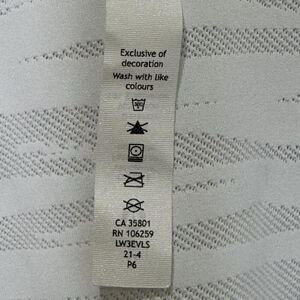 Exclusive of
decoration
Wash with like
colours
CA 35801
RN 106259
LW3EVLS
21-4
P6